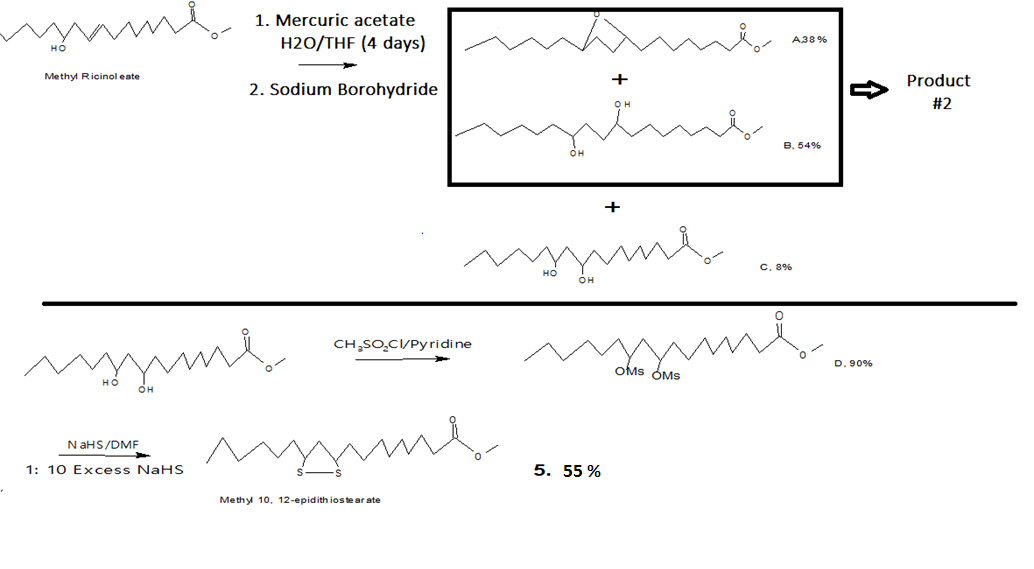 1. Mercuric acetate
H2O/THF (4 days)
2. Sodium Borohydride
O
O
HO
Methyl Ricinoleate
O
O
O
A,38%
+
OH
O
O
OH
B, 54%
Product
#2
+
O
O
HO
OH
C, 8%
O
O
HO
OH
CH3SO2Cl/Pyridine
O
O
OMs
OMs
D, 90%
NaHS/DMF
1: 10 Excess NaHS
O
O
S
S
5. 55 %
Methyl 10, 12-epidithiostearate